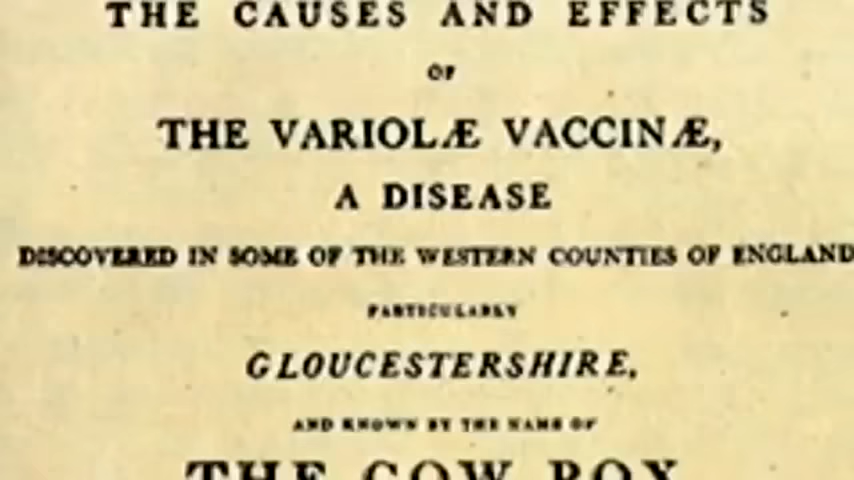 THE CAUSES AND EFFECTS
OF
THE VARIOLÆ VACCINÆ,
A DISEASE
DISCOVERED IN SOME OF THE WESTERN COUNTIES OF ENGLAND
PARTICULARLY
GLOUCESTERSHIRE,
AND KNOWN BY THE NAME OF
THE COW POX